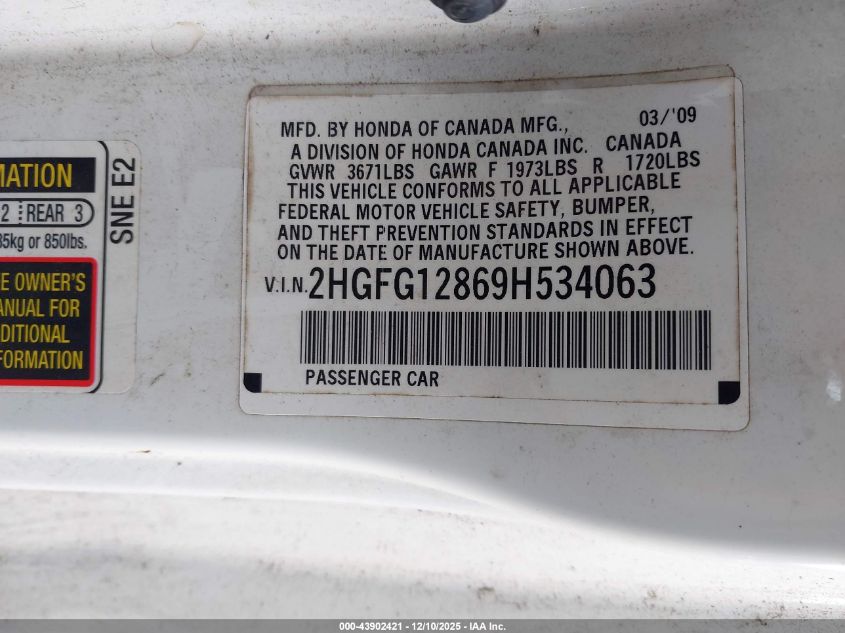 MATION
2 REAR 3
35kg or 850lbs.
E OWNER'S
ANUAL FOR
DDITIONAL
FORMATION
SNE E2
MFD. BY HONDA OF CANADA MFG., 03/'09
A DIVISION OF HONDA CANADA INC. CANADA
GVWR 3671LBS GAWR F 1973LBS R 1720LBS
THIS VEHICLE CONFORMS TO ALL APPLICABLE
FEDERAL MOTOR VEHICLE SAFETY, BUMPER,
AND THEFT PREVENTION STANDARDS IN EFFECT
ON THE DATE OF MANUFACTURE SHOWN ABOVE.
V.I.N. 2HGFG12869H534063
PASSENGER CAR
000-43902421 - 12/10/2025 - IAA Inc.